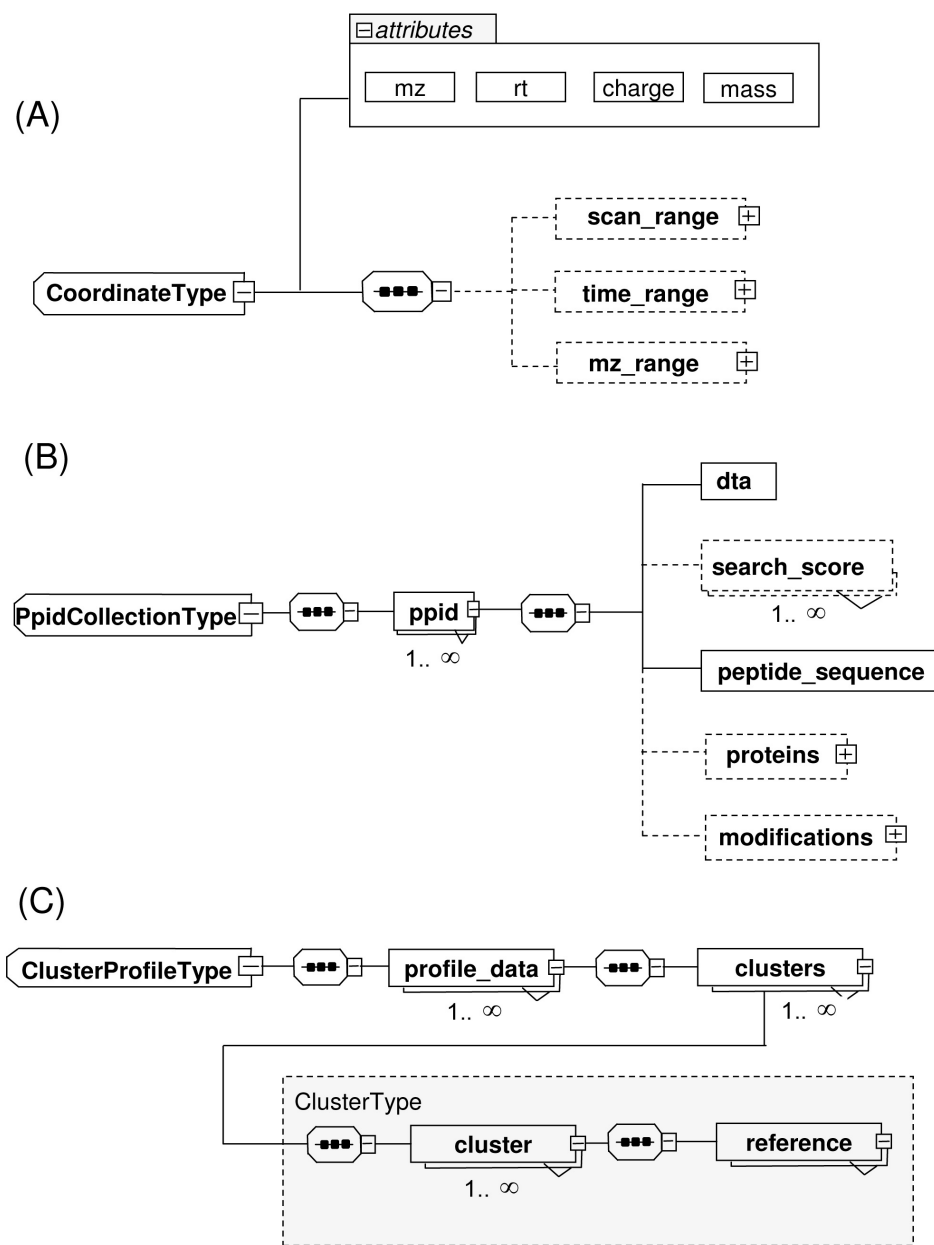 attributes
mz rt charge mass
(A)
scan_range
CoordinateType
time_range
mz_range
(B)
dta
search_score
1.. ∞
PpidCollectionType
ppid
1.. ∞
peptide_sequence
proteins
modifications
(C)
ClusterProfileType profile_data clusters
1.. ∞ 1.. ∞
ClusterType
cluster reference
1.. ∞